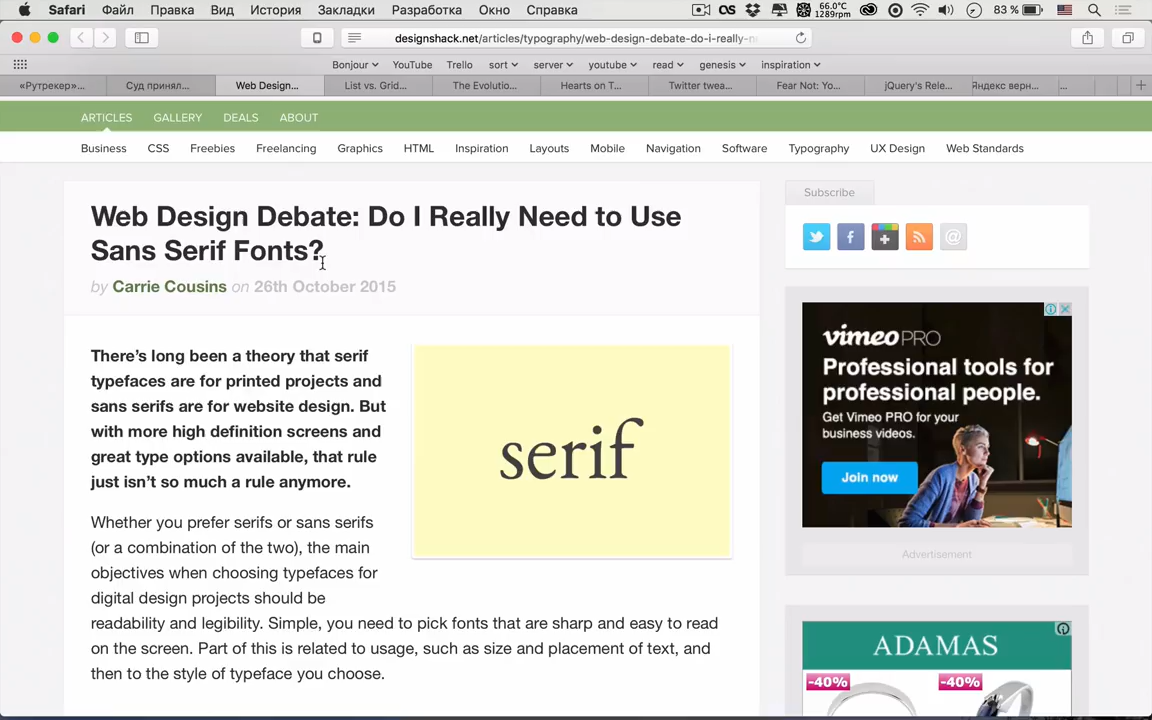 Safari Файл Правка Вид История Закладки Разработка Окно Справка 66.0°C 1289rpm 83 %
designshack.net/articles/typography/web-design-debate-do-i-really-n
Bonjour YouTube Trello sort server youtube read genesis inspiration
«Рутрекер»... Суд принял... Web Design... List vs. Grid... The Evolutio... Hearts on T... Twitter twea... Fear Not: Yo... jQuery's Rele... Яндекс верн... ...
ARTICLES GALLERY DEALS ABOUT
Business CSS Freebies Freelancing Graphics HTML Inspiration Layouts Mobile Navigation Software Typography UX Design Web Standards
Web Design Debate: Do I Really Need to Use
Sans Serif Fonts?
by Carrie Cousins on 26th October 2015
There's long been a theory that serif
typefaces are for printed projects and
sans serifs are for website design. But
with more high definition screens and
great type options available, that rule
just isn't so much a rule anymore.
serif
Whether you prefer serifs or sans serifs
(or a combination of the two), the main
objectives when choosing typefaces for
digital design projects should be
readability and legibility. Simple, you need to pick fonts that are sharp and easy to read
on the screen. Part of this is related to usage, such as size and placement of text, and
then to the style of typeface you choose.
Subscribe
vimeo PRO
Professional tools for
professional people.
Get Vimeo PRO for your
business videos.
Join now
Advertisement
ADAMAS
-40% -40%